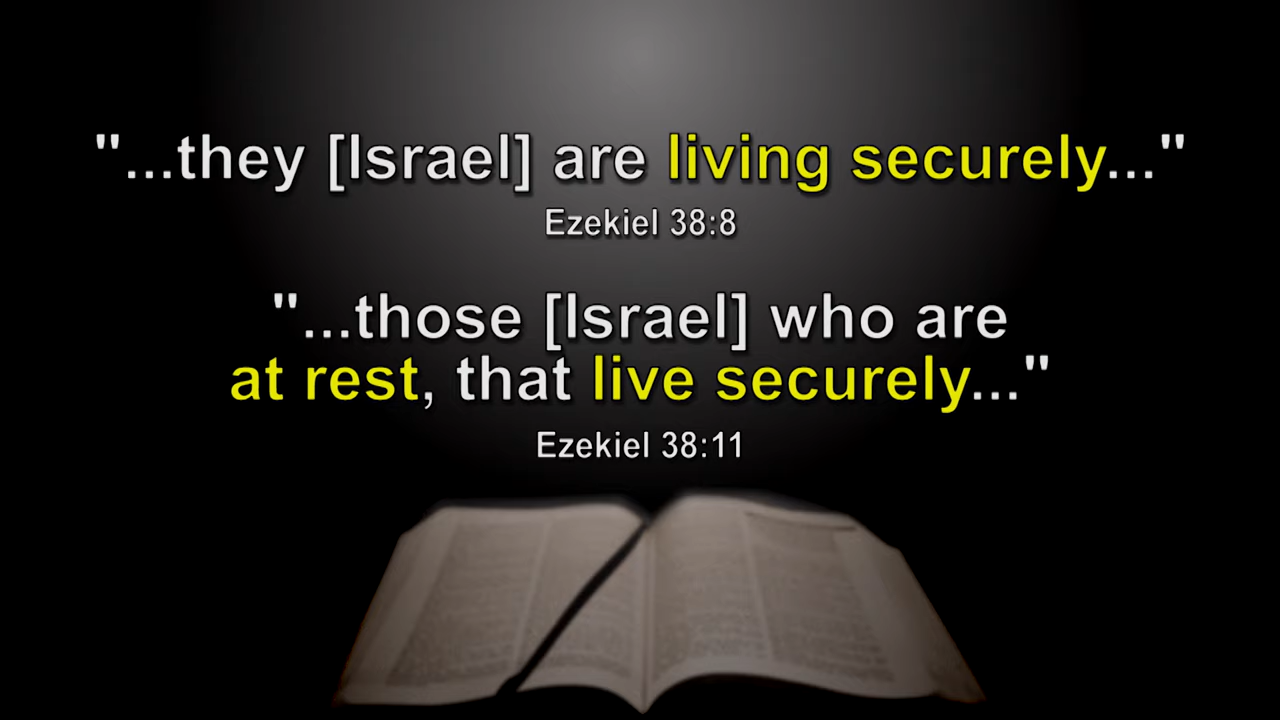 "...they [Israel] are living securely..."
Ezekiel 38:8
"...those [Israel] who are
at rest, that live securely..."
Ezekiel 38:11